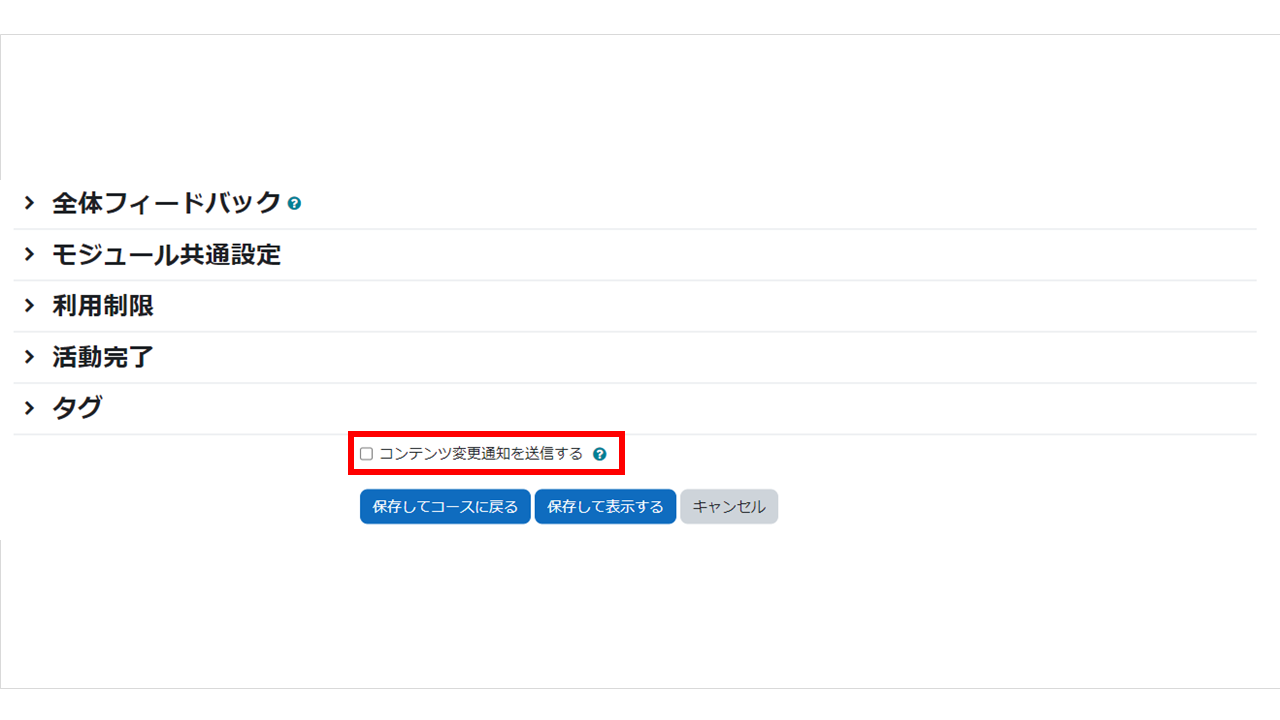 全体フィードバック
モジュール共通設定
利用制限
活動完了
タグ
コンテンツ変更通知を送信する
保存してコースに戻る 保存して表示する キャンセル